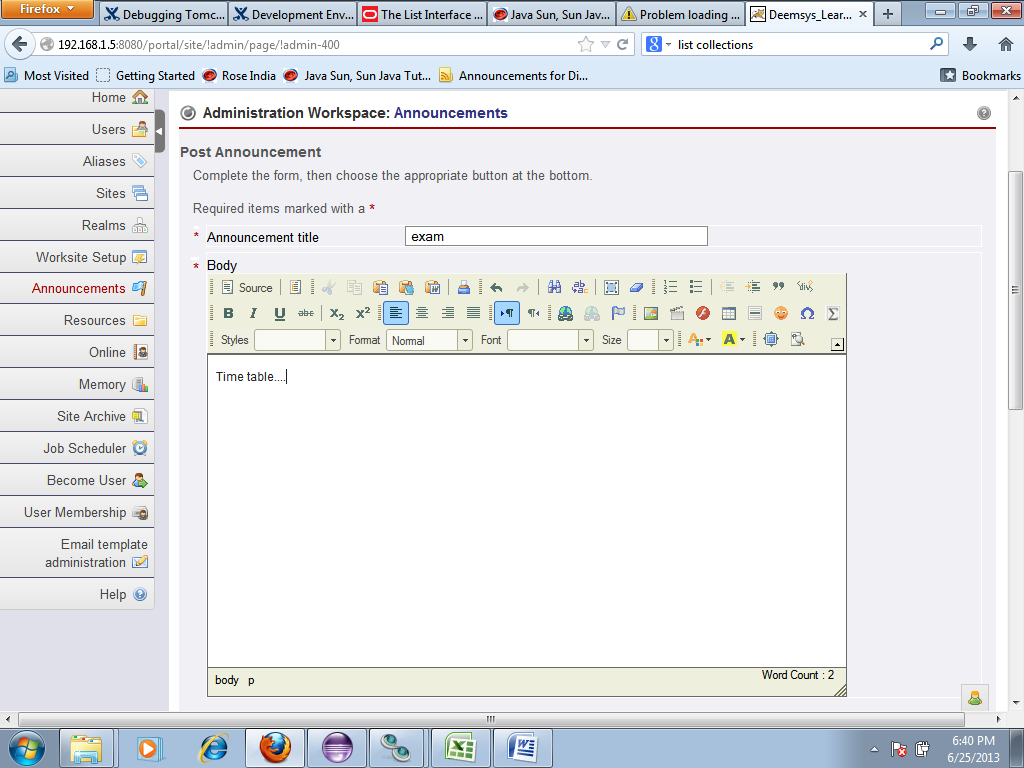 Firefox
Debugging Tomc...
Development Env...
The List Interface ...
Java Sun, Sun Jav...
Problem loading ...
Deemsys_Lear...
192.168.1.5:8080/portal/site/!admin/page/!admin-400
list collections
Most Visited
Getting Started
Rose India
Java Sun, Sun Java Tut...
Announcements for Di...
Bookmarks
Home
Users
Aliases
Sites
Realms
Worksite Setup
Announcements
Resources
Online
Memory
Site Archive
Job Scheduler
Become User
User Membership
Email template
administration
Help
Administration Workspace: Announcements
Post Announcement
Complete the form, then choose the appropriate button at the bottom.
Required items marked with a *
* Announcement title
exam
* Body
Source
B I U abc X2 X2
Styles
Format
Normal
Font
Size
Time table....
body p
Word Count : 2
6:40 PM
6/25/2013